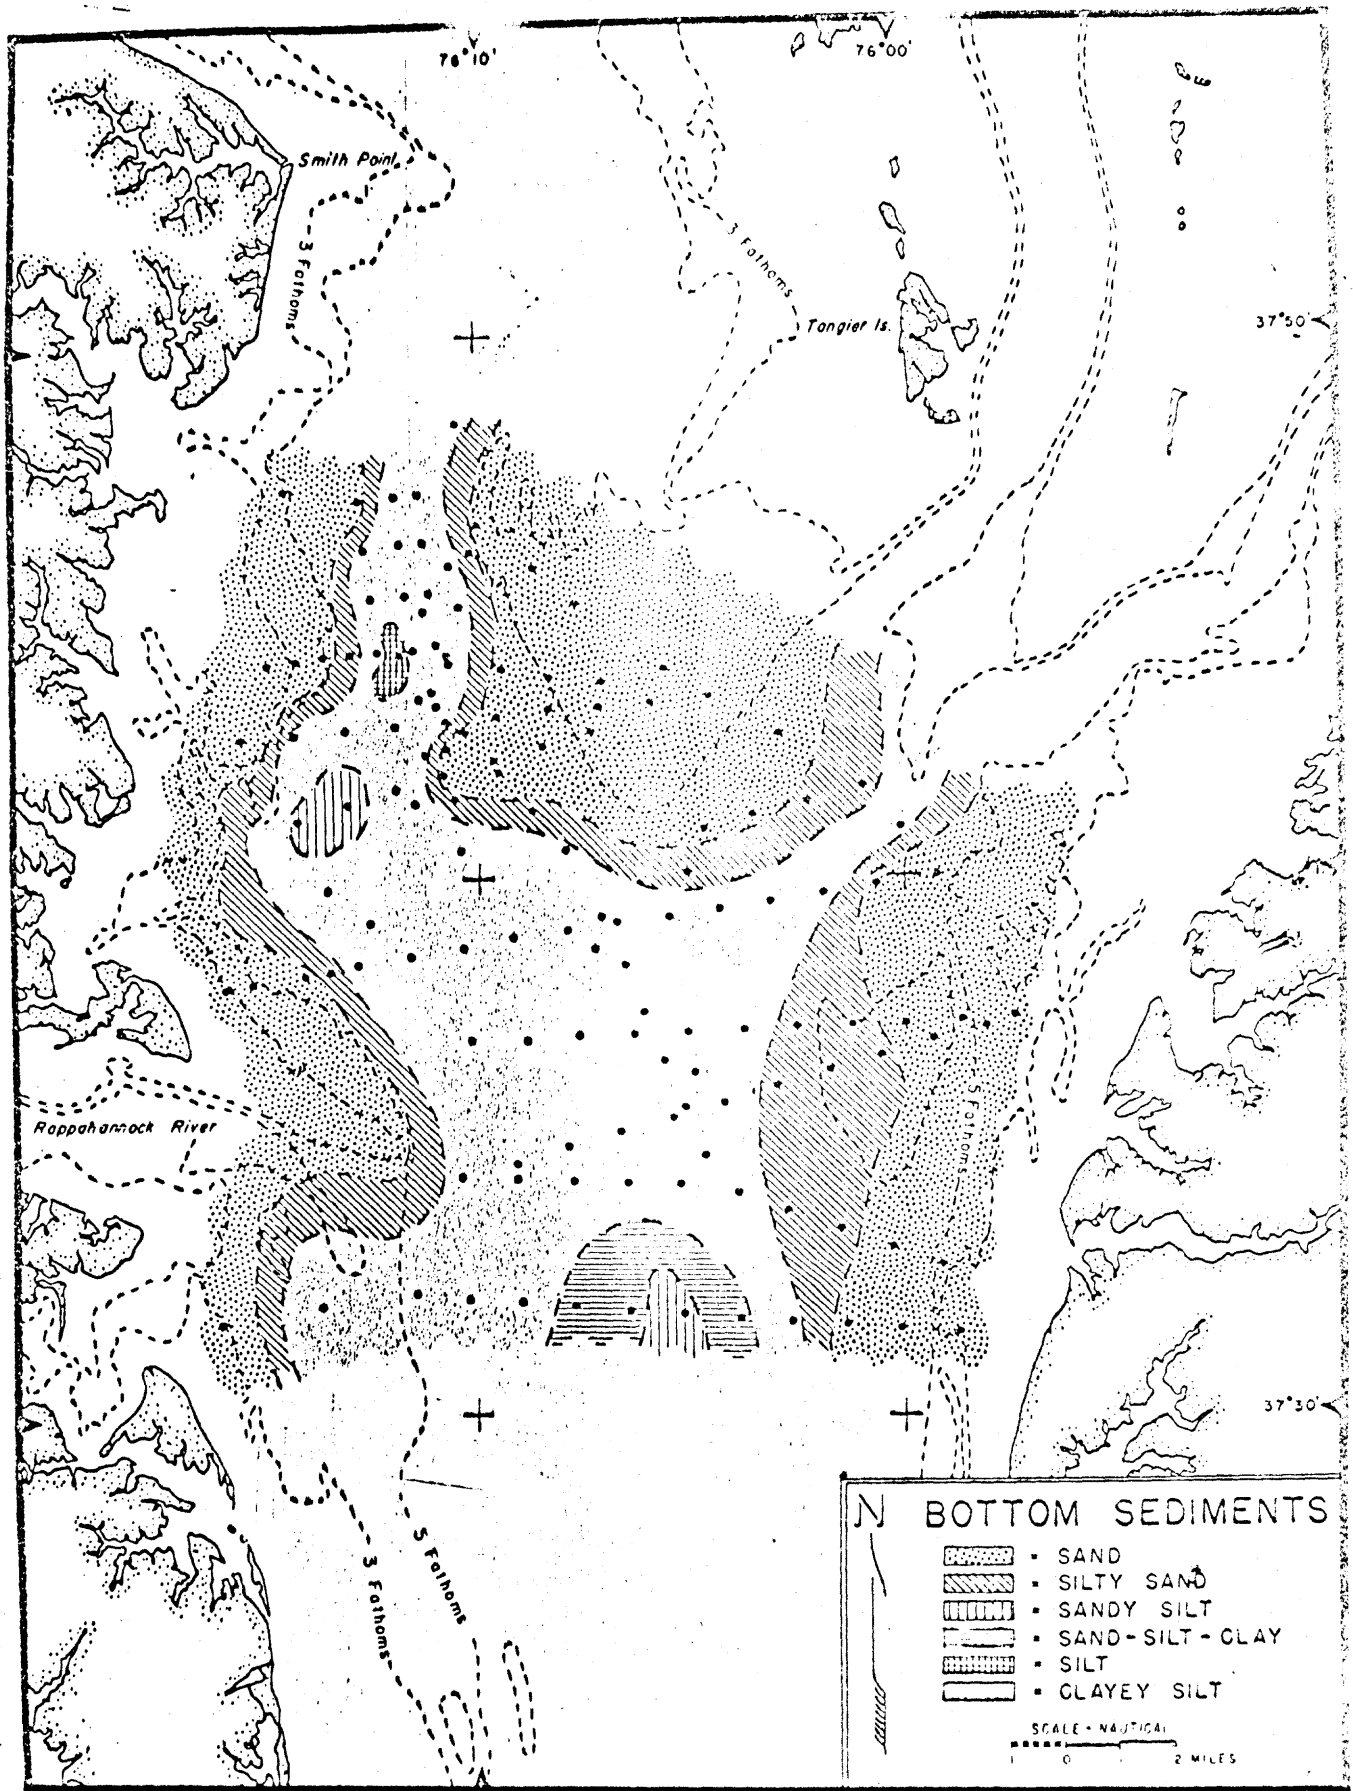 76°10'
76°00'
Smith Point
3 Fathoms
3 Fathoms
Tangier Is.
37°50'
Rappahannock River
5 Fathoms
37°30'
5 Fathoms
3 Fathoms
N
BOTTOM SEDIMENTS
- SAND
- SILTY SAND
- SANDY SILT
- SAND-SILT-CLAY
- SILT
- CLAYEY SILT
SCALE - NAUTICAL
1 0 2 MILES